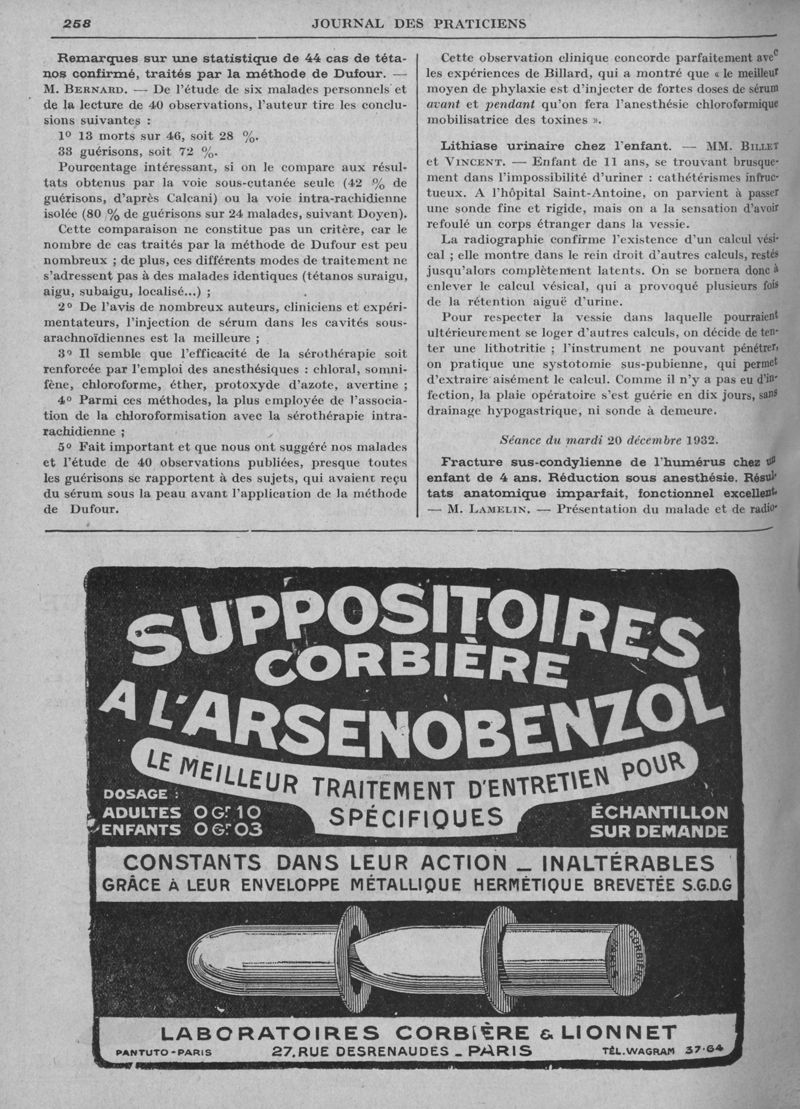 258
JOURNAL DES PRATICIENS
Remarques sur une statistique de 44 cas de téta-
nos confirmé, traités par la méthode de Dufour. —
M. BERNARD. — De l'étude de six malades personnels et
de la lecture de 40 observations, l'auteur tire les conclu-
sions suivantes :
1º 13 morts sur 46, soit 28 %.
33 guérisons, soit 72 %.
Pourcentage intéressant, si on le compare aux résul-
tats obtenus par la voie sous-cutanée seule (42 % de
guérisons, d'après Calcani) ou la voie intra-rachidienne
isolée (80 % de guérisons sur 24 malades, suivant Doyen).
Cette comparaison ne constitue pas un critère, car le
nombre de cas traités par la méthode de Dufour est peu
nombreux ; de plus, ces différents modes de traitement ne
s'adressent pas à des malades identiques (tétanos suraigu,
aigu, subaigu, localisé...) ;
2º De l'avis de nombreux auteurs, cliniciens et expéri-
mentateurs, l'injection de sérum dans les cavités sous-
arachnoïdiennes est la meilleure ;
3º Il semble que l'efficacité de la sérothérapie soit
renforcée par l'emploi des anesthésiques : chloral, somni-
fène, chloroforme, éther, protoxyde d'azote, avertine ;
4º Parmi ces méthodes, la plus employée de l'associa-
tion de la chloroformisation avec la sérothérapie intra-
rachidienne ;
5º Fait important et que nous ont suggéré nos malades
et l'étude de 40 observations publiées, presque toutes
les guérisons se rapportent à des sujets, qui avaient reçu
du sérum sous la peau avant l'application de la méthode
de Dufour.
Cette observation clinique concorde parfaitement avec
les expériences de Billard, qui a montré que « le meilleur
moyen de phylaxie est d'injecter de fortes doses de sérum
avant et pendant qu'on fera l'anesthésie chloroformique
mobilisatrice des toxines ».
Lithiase urinaire chez l'enfant. — MM. BILLET
et VINCENT. — Enfant de 11 ans, se trouvant brusque-
ment dans l'impossibilité d'uriner : cathétérismes infruc-
tueux. A l'hôpital Saint-Antoine, on parvient à passer
une sonde fine et rigide, mais on a la sensation d'avoir
refoulé un corps étranger dans la vessie.
La radiographie confirme l'existence d'un calcul vési-
cal ; elle montre dans le rein droit d'autres calculs, restés
jusqu'alors complètement latents. On se bornera donc à
enlever le calcul vésical, qui a provoqué plusieurs fois
de la rétention aiguë d'urine.
Pour respecter la vessie dans laquelle pourraient
ultérieurement se loger d'autres calculs, on décide de ten-
ter une lithotritie ; l'instrument ne pouvant pénétrer,
on pratique une systotomie sus-pubienne, qui permet
d'extraire aisément le calcul. Comme il n'y a pas eu d'in-
fection, la plaie opératoire s'est guérie en dix jours, sans
drainage hypogastrique, ni sonde à demeure.
Séance du mardi 20 décembre 1932.
Fracture sus-condylienne de l'humérus chez un
enfant de 4 ans. Réduction sous anesthésie. Résul-
tats anatomique imparfait, fonctionnel excellent.
— M. LAMELIN. — Présentation du malade et de radio-
SUPPOSITOIRES
CORBIÈRE
A L'ARSENOBENZOL
LE MEILLEUR TRAITEMENT D'ENTRETIEN POUR
SPÉCIFIQUES
DOSAGE :
ADULTES 0 Gr 10
ENFANTS 0 Gr 03
ÉCHANTILLON
SUR DEMANDE
CONSTANTS DANS LEUR ACTION _ INALTÉRABLES
GRÂCE A LEUR ENVELOPPE MÉTALLIQUE HERMÉTIQUE BREVETÉE S.G.D.G
CORBIÈRE
PARIS
LABORATOIRES CORBIÈRE & LIONNET
PANTUTO-PARIS
27, RUE DESRENAUDES _ PARIS
TÉL. WAGRAM 37-64